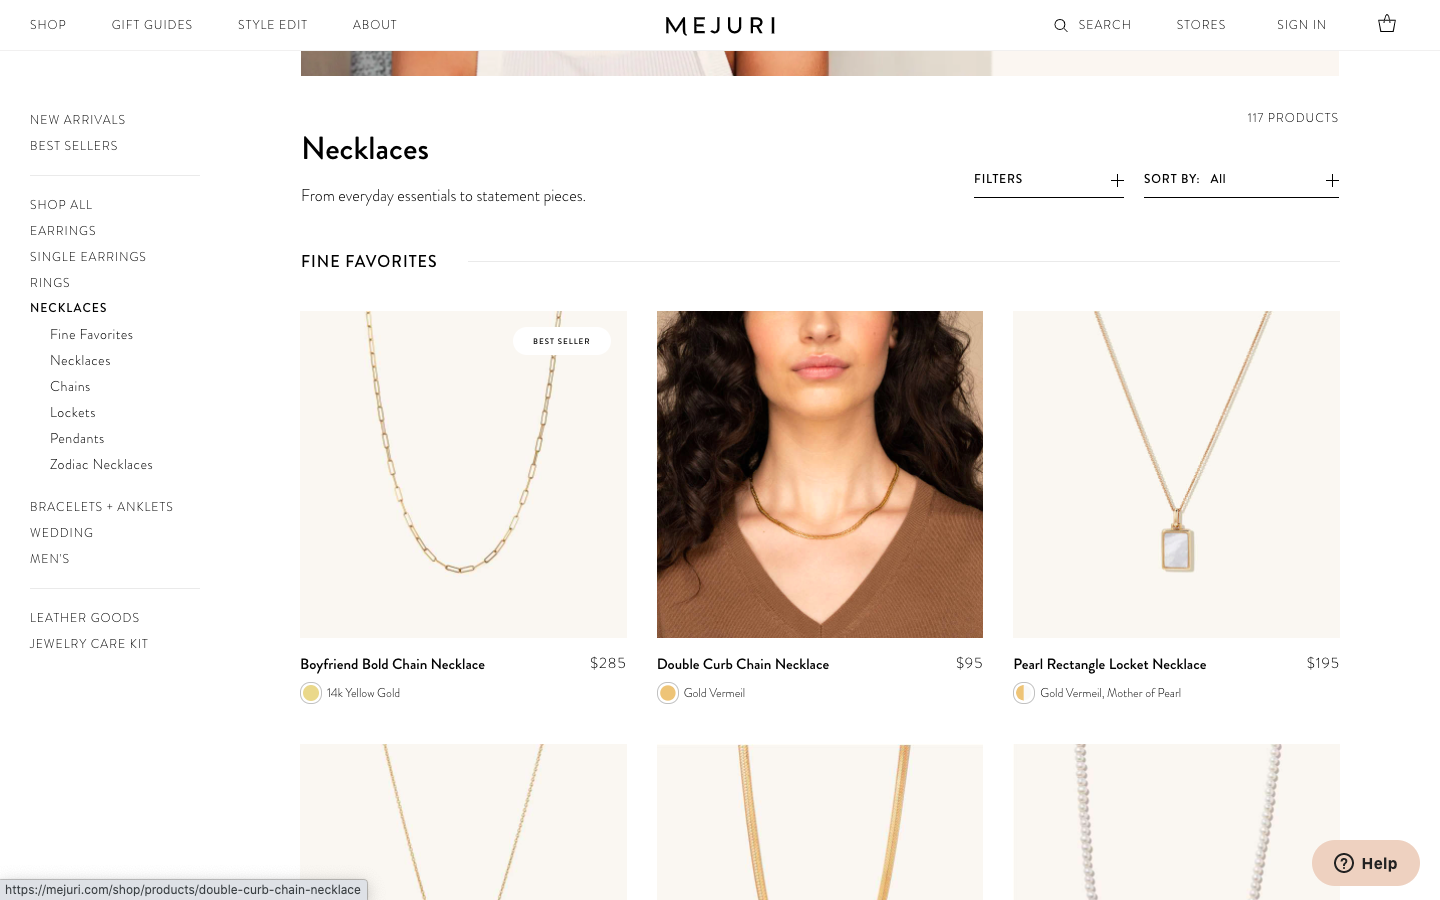 SHOP
GIFT GUIDES
STYLE EDIT
ABOUT
MEJURI
SEARCH
STORES
SIGN IN
NEW ARRIVALS
BEST SELLERS
SHOP ALL
EARRINGS
SINGLE EARRINGS
RINGS
NECKLACES
Fine Favorites
Necklaces
Chains
Lockets
Pendants
Zodiac Necklaces
BRACELETS + ANKLETS
WEDDING
MEN'S
LEATHER GOODS
JEWELRY CARE KIT
117 PRODUCTS
Necklaces
From everyday essentials to statement pieces.
FILTERS
SORT BY: All
FINE FAVORITES
BEST SELLER
Boyfriend Bold Chain Necklace $285
14k Yellow Gold
Double Curb Chain Necklace $95
Gold Vermeil
Pearl Rectangle Locket Necklace $195
Gold Vermeil, Mother of Pearl
Help
https://mejuri.com/shop/products/double-curb-chain-necklace